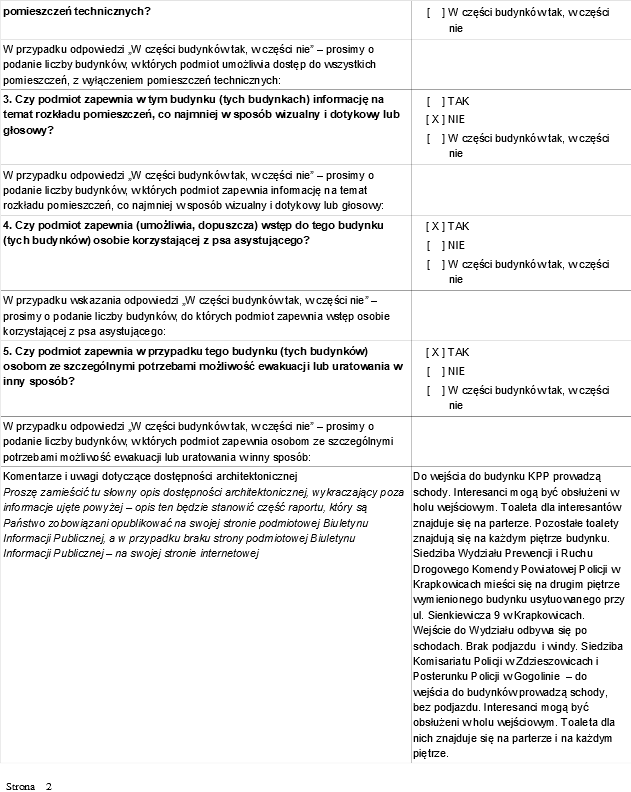 pomieszczeń technicznych?
[   ] W części budynków tak, w części
nie
W przypadku odpowiedzi „W części budynków tak, w części nie” – prosimy o
podanie liczby budynków, w których podmiot umożliwia dostęp do wszystkich
pomieszczeń, z wyłączeniem pomieszczeń technicznych:
3. Czy podmiot zapewnia w tym budynku (tych budynkach) informację na
temat rozkładu pomieszczeń, co najmniej w sposób wizualny i dotykowy lub
głosowy?
[   ] TAK
[ X ] NIE
[   ] W części budynków tak, w części
nie
W przypadku odpowiedzi „W części budynków tak, w części nie” – prosimy o
podanie liczby budynków, w których podmiot zapewnia informację na temat
rozkładu pomieszczeń, co najmniej w sposób wizualny i dotykowy lub głosowy:
4. Czy podmiot zapewnia (umożliwia, dopuszcza) wstęp do tego budynku
(tych budynków) osobie korzystającej z psa asystującego?
[ X ] TAK
[   ] NIE
[   ] W części budynków tak, w części
nie
W przypadku wskazania odpowiedzi „W części budynków tak, w części nie” –
prosimy o podanie liczby budynków, do których podmiot zapewnia wstęp osobie
korzystającej z psa asystującego:
5. Czy podmiot zapewnia w przypadku tego budynku (tych budynków)
osobom ze szczególnymi potrzebami możliwość ewakuacji lub uratowania w
inny sposób?
[ X ] TAK
[   ] NIE
[   ] W części budynków tak, w części
nie
W przypadku odpowiedzi „W części budynków tak, w części nie” – prosimy o
podanie liczby budynków, w których podmiot zapewnia osobom ze szczególnymi
potrzebami możliwość ewakuacji lub uratowania w inny sposób:
Komentarze i uwagi dotyczące dostępności architektonicznej
Proszę zamieścić tu słowny opis dostępności architektonicznej, wykraczający poza
informacje ujęte powyżej – opis ten będzie stanowić część raportu, który są
Państwo zobowiązani opublikować na swojej stronie podmiotowej Biuletynu
Informacji Publicznej, a w przypadku braku strony podmiotowej Biuletynu
Informacji Publicznej – na swojej stronie internetowej
Do wejścia do budynku KPP prowadzą
schody. Interesanci mogą być obsłużeni w
holu wejściowym. Toaleta dla interesantów
znajduje się na parterze. Pozostałe toalety
znajdują się na każdym piętrze budynku.
Siedziba Wydziału Prewencji i Ruchu
Drogowego Komendy Powiatowej Policji w
Krapkowicach mieści się na drugim piętrze
wymienionego budynku usytuowanego przy
ul. Sienkiewicza 9 w Krapkowicach.
Wejście do Wydziału odbywa się po
schodach. Brak podjazdu i windy. Siedziba
Komisariatu Policji w Zdzieszowicach i
Posterunku Policji w Gogolinie – do
wejścia do budynków prowadzą schody,
bez podjazdu. Interesanci mogą być
obsłużeni w holu wejściowym. Toaleta dla
nich znajduje się na parterze i na każdym
piętrze.
Strona 2